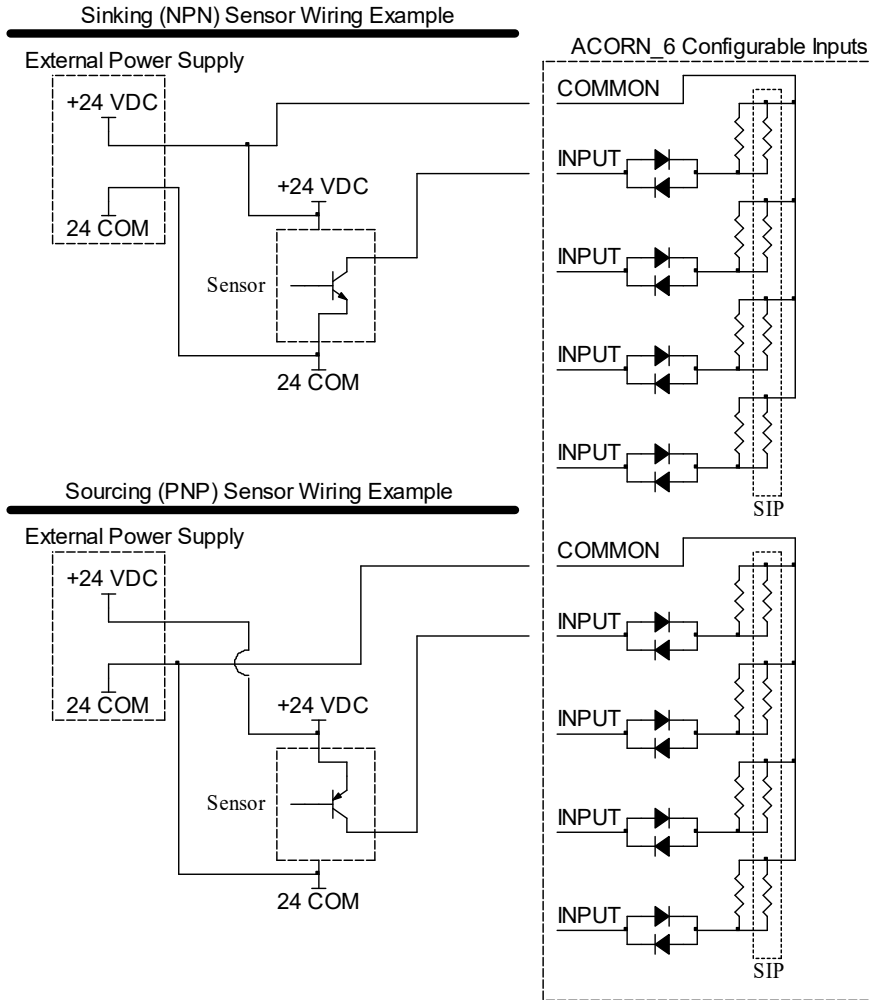 Sinking (NPN) Sensor Wiring Example
External Power Supply
+24 VDC
24 COM
+24 VDC
Sensor
24 COM
ACORN_6 Configurable Inputs
COMMON
INPUT
INPUT
INPUT
INPUT
SIP
Sourcing (PNP) Sensor Wiring Example
External Power Supply
+24 VDC
24 COM
+24 VDC
Sensor
24 COM
COMMON
INPUT
INPUT
INPUT
INPUT
SIP